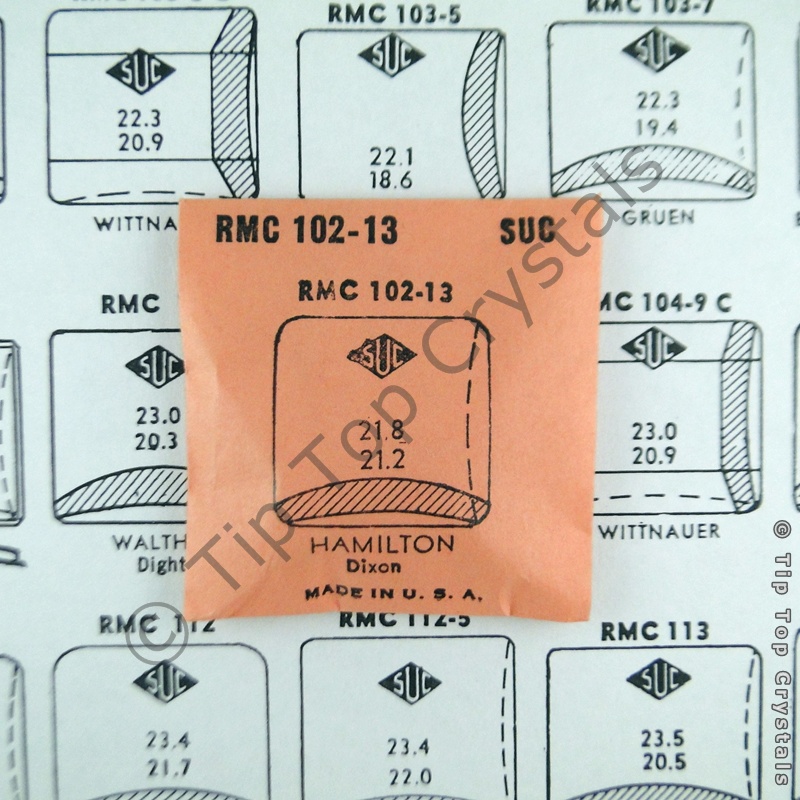 RMC 103-5
RMC 103-7
SUC
SUC
SUC
22.3
20.9
22.1
18.6
22.3
19.4
WITTNA
GRUEN
RMC 102-13 SUC
RMC 102-13
SUC
21.8
21.2
HAMILTON
Dixon
MADE IN U. S. A.
RMC
SUC
23.0
20.3
WALTH
Dight
MC 104-9 C
SUC
23.0
20.9
WITTNAUER
RMC 112
SUC
23.4
21.7
RMC 112-5
SUC
23.4
22.0
RMC 113
SUC
23.5
20.5
© Tip Top Crystals
© Tip Top Crystals